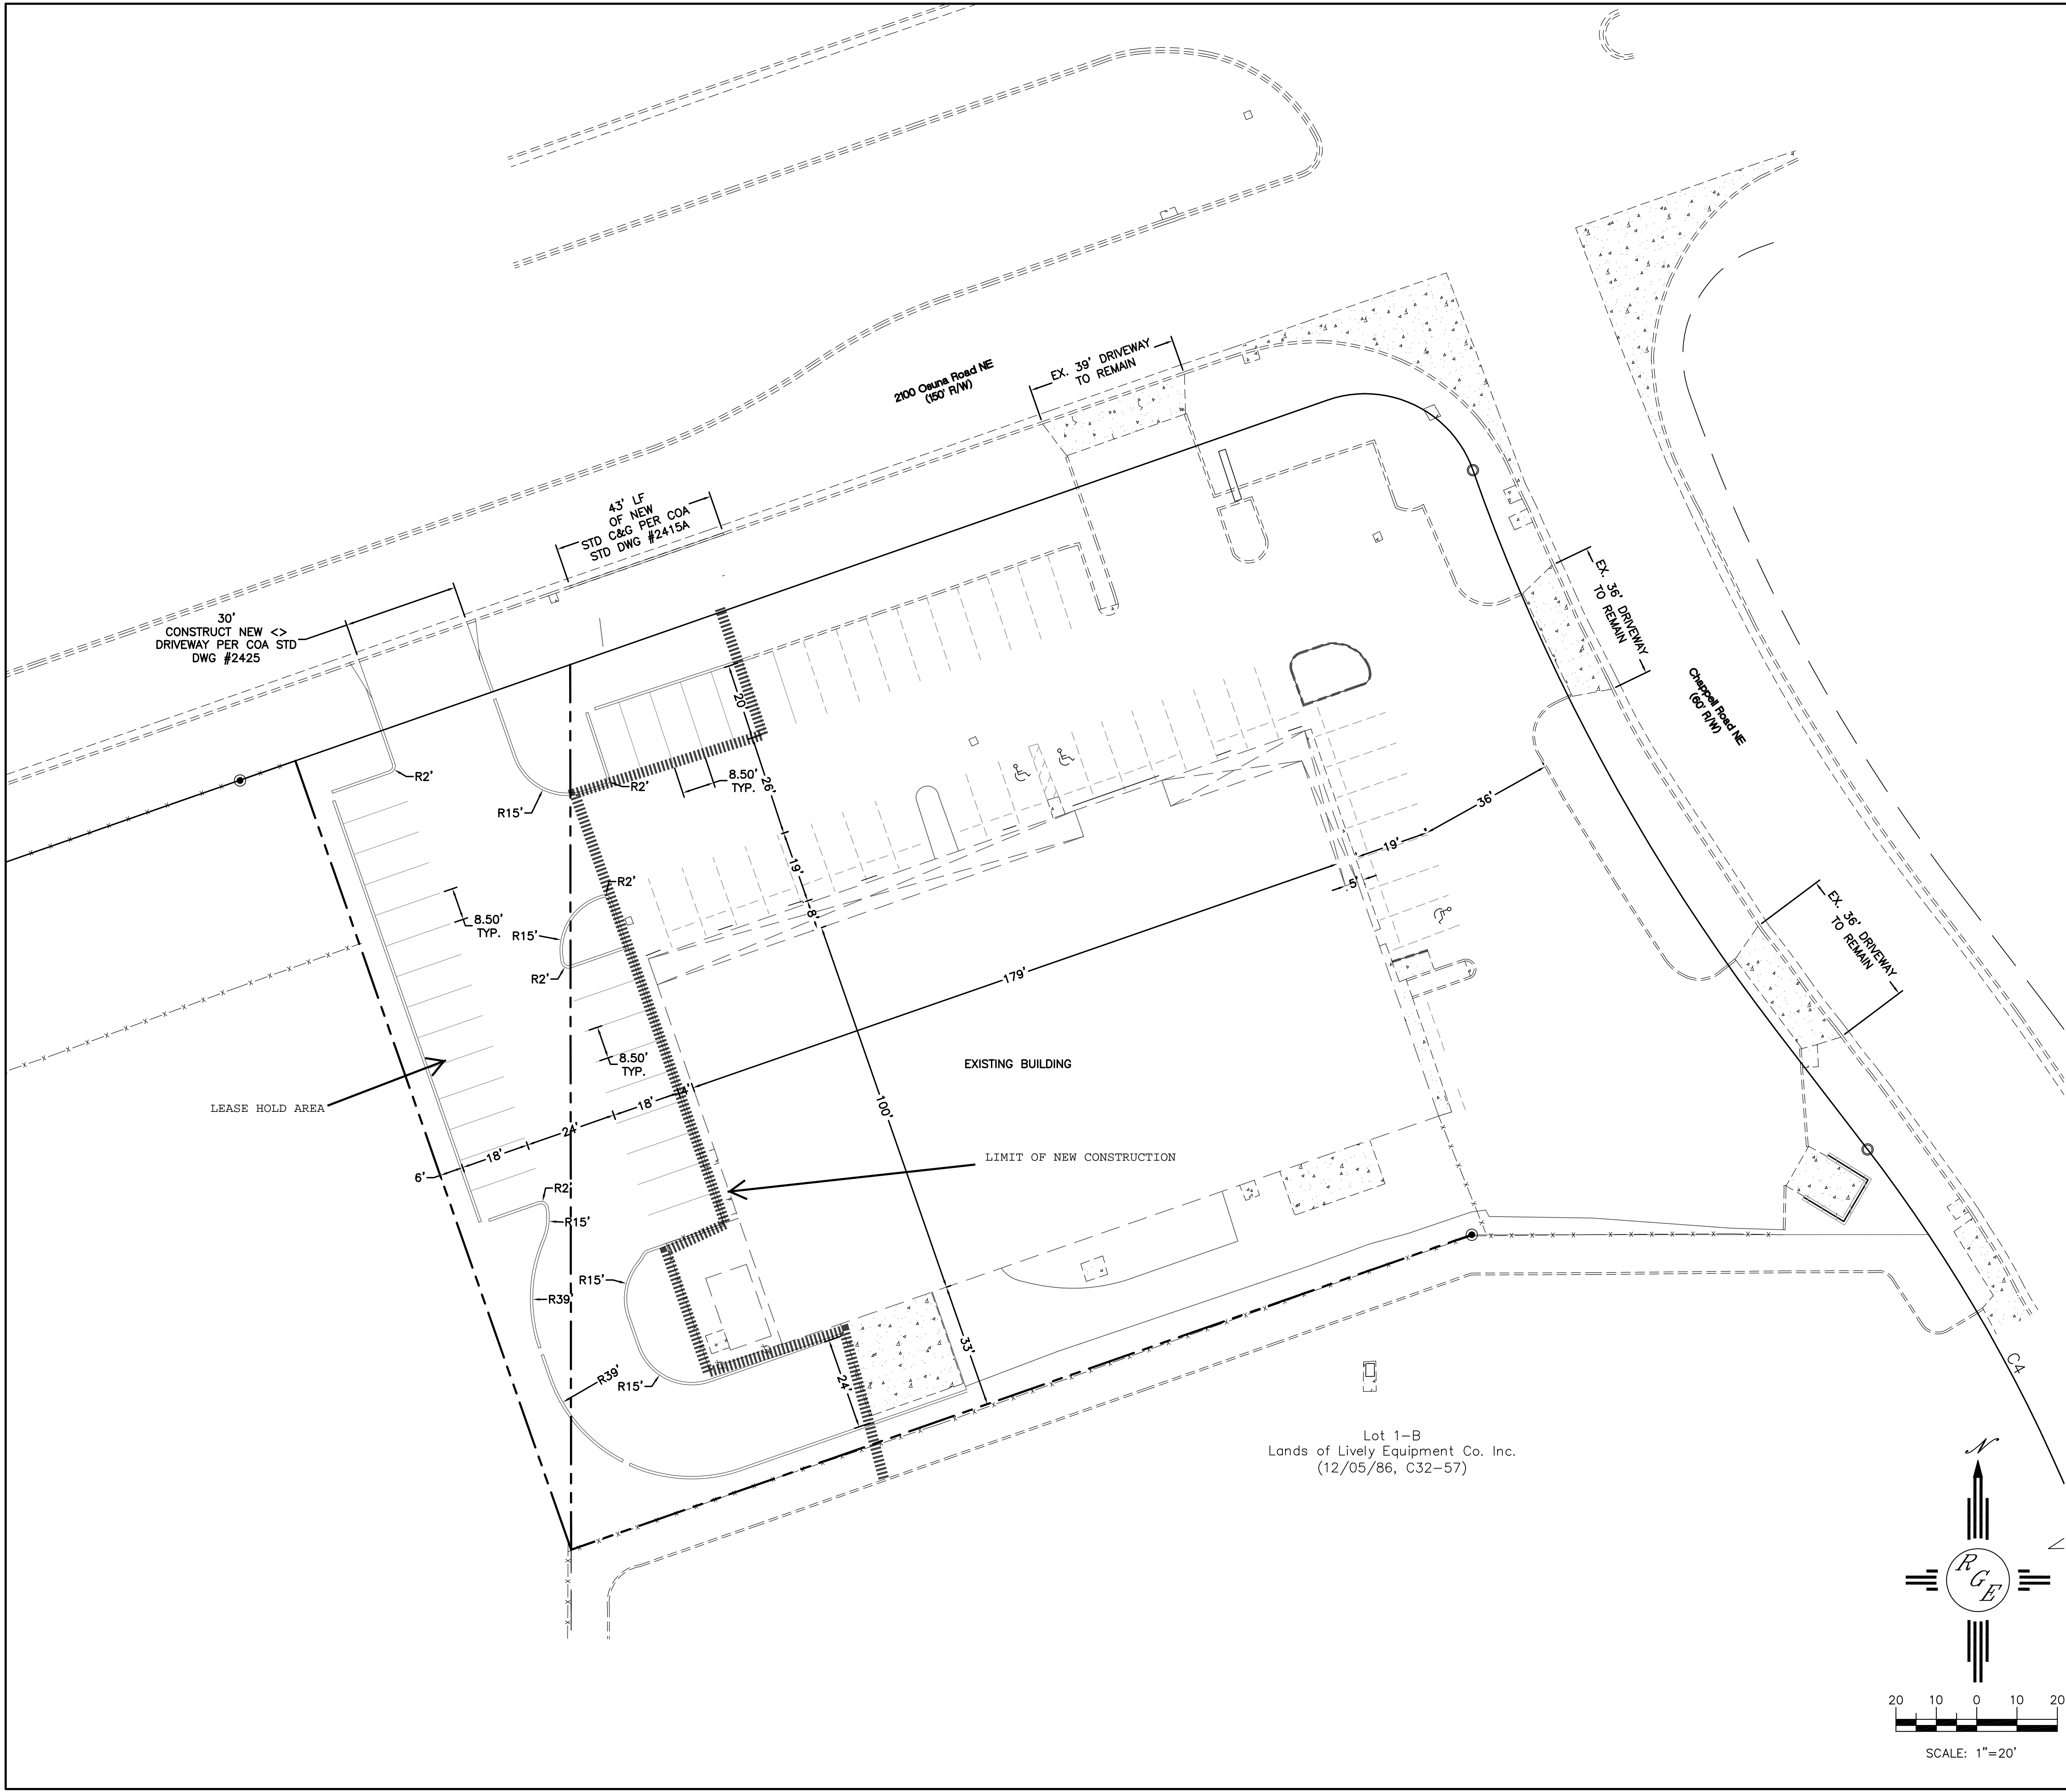 2100 Osuna Road NE
(150' R/W)
EX. 39' DRIVEWAY
TO REMAIN
43' LF
OF NEW
STD C&G PER COA
STD DWG #2415A
30'
CONSTRUCT NEW <>
DRIVEWAY PER COA STD
DWG #2425
EX. 36' DRIVEWAY
TO REMAIN
Chappell Road NE
(60' R/W)
R2'
R15'
R2'
20'
8.50'
TYP.
26'
19'
8'
36'
19'
5'
R2'
8.50'
TYP.
R15'
R2'
EX. 36' DRIVEWAY
TO REMAIN
179'
8.50'
TYP.
EXISTING BUILDING
LEASE HOLD AREA
100'
4'
18'
24'
18'
6'
LIMIT OF NEW CONSTRUCTION
R2'
R15'
R15'
R39'
R39'
R15'
24'
33'
C4
Lot 1-B
Lands of Lively Equipment Co. Inc.
(12/05/86, C32-57)
N
RGE
20 10 0 10 20
SCALE: 1"=20'